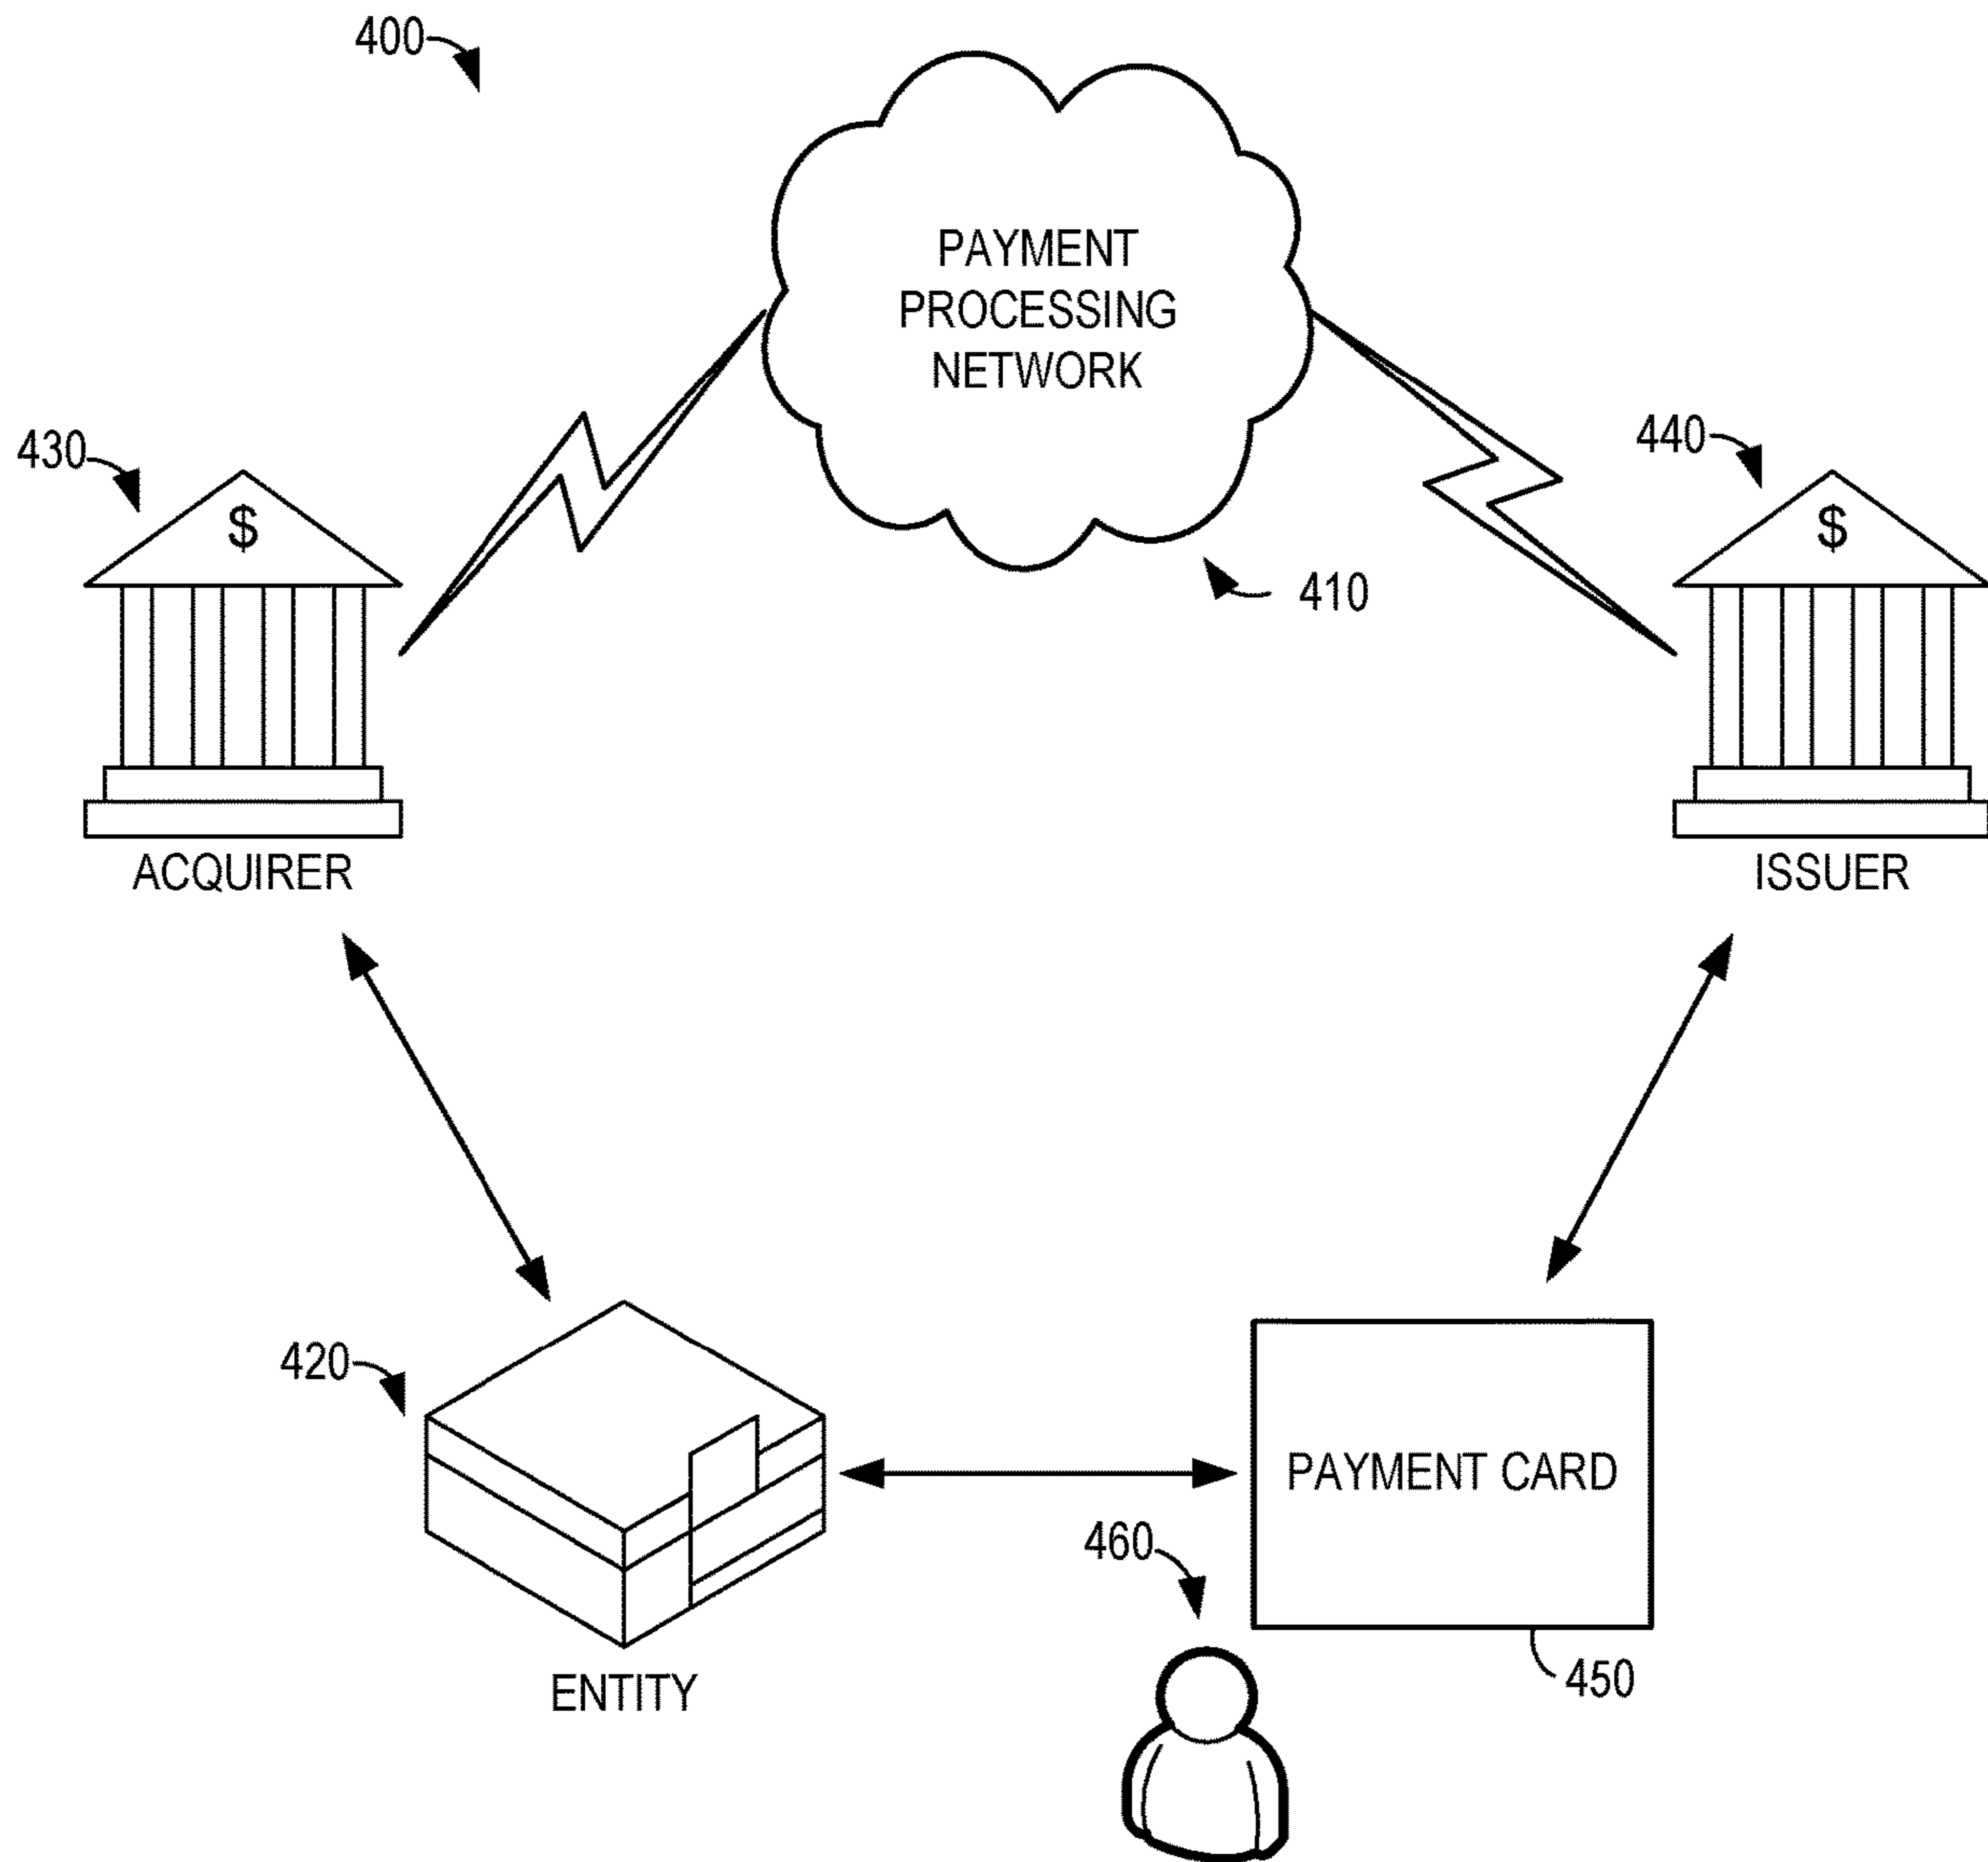 400
PAYMENT
PROCESSING
NETWORK
430
440
$
$
410
ACQUIRER
ISSUER
420
PAYMENT CARD
460
450
ENTITY